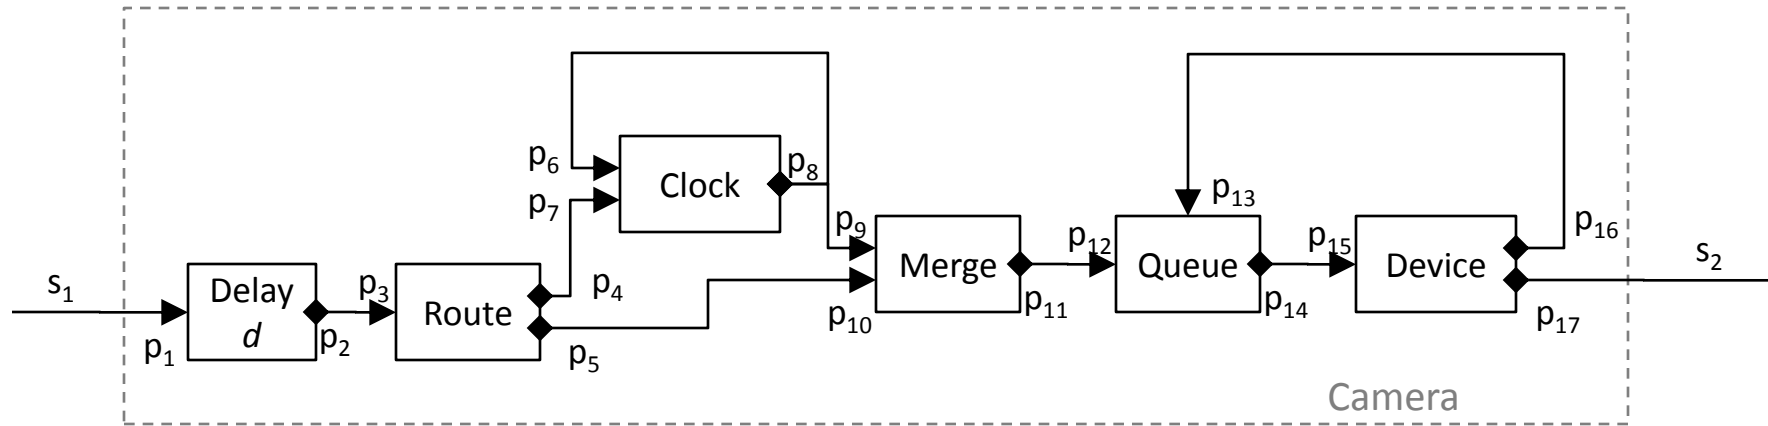 s₁
p₁
Delay
d
p₂
p₃
Route
p₄
p₅
p₆
p₇
Clock
p₈
p₉
p₁₀
Merge
p₁₁
p₁₂
Queue
p₁₃
p₁₄
p₁₅
Device
p₁₆
p₁₇
s₂
Camera